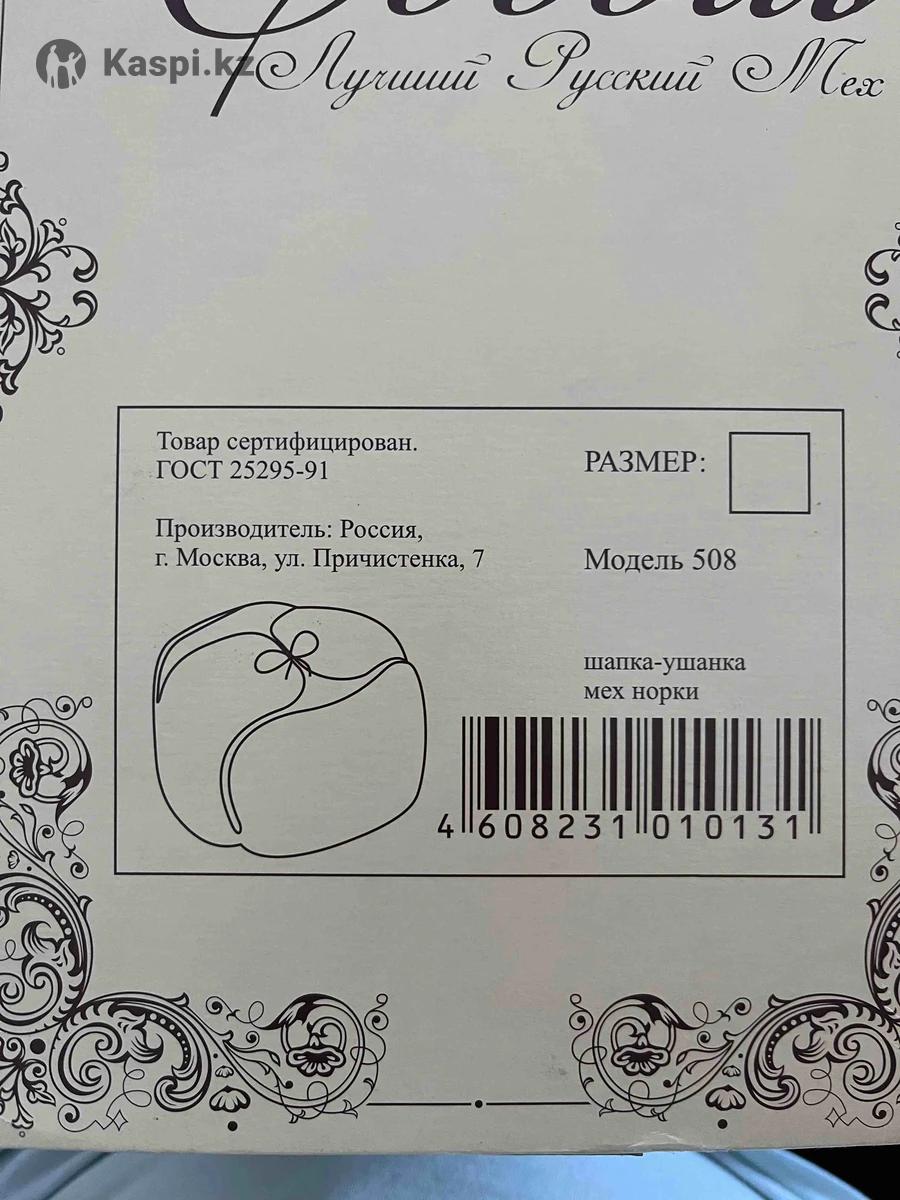 Kaspi.kz
Лучший Русский Мех
Товар сертифицирован.
ГОСТ 25295-91
РАЗМЕР:
Производитель: Россия,
г. Москва, ул. Причистенка, 7
Модель 508
шапка-ушанка
мех норки
4 608231 010131